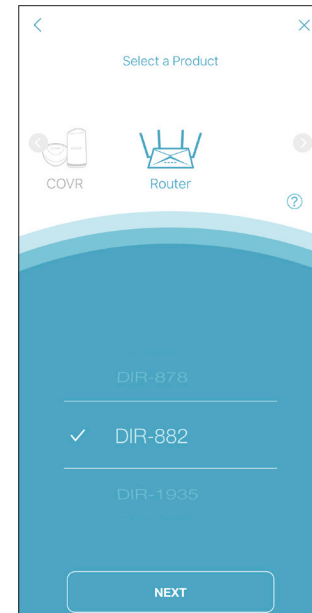 Select a Product
COVR
Router
?
DIR-878
DIR-882
DIR-1935
NEXT